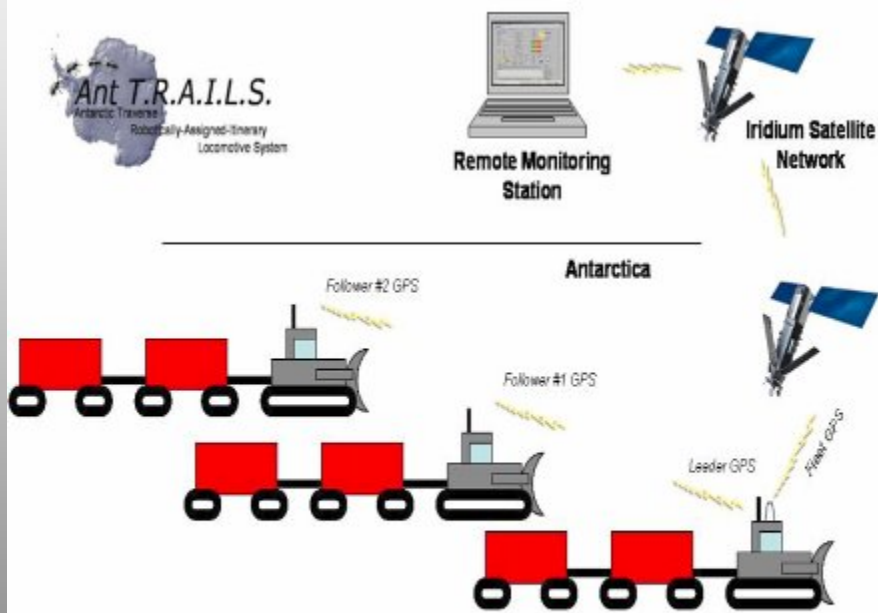 Ant T.R.A.I.L.S.
Antarctic Traverse
Robotically-Assigned-Itinerary
Locomotive System
Remote Monitoring
Station
Iridium Satellite
Network
Antarctica
Follower #2 GPS
Follower #1 GPS
Leader GPS
Fleet GPS